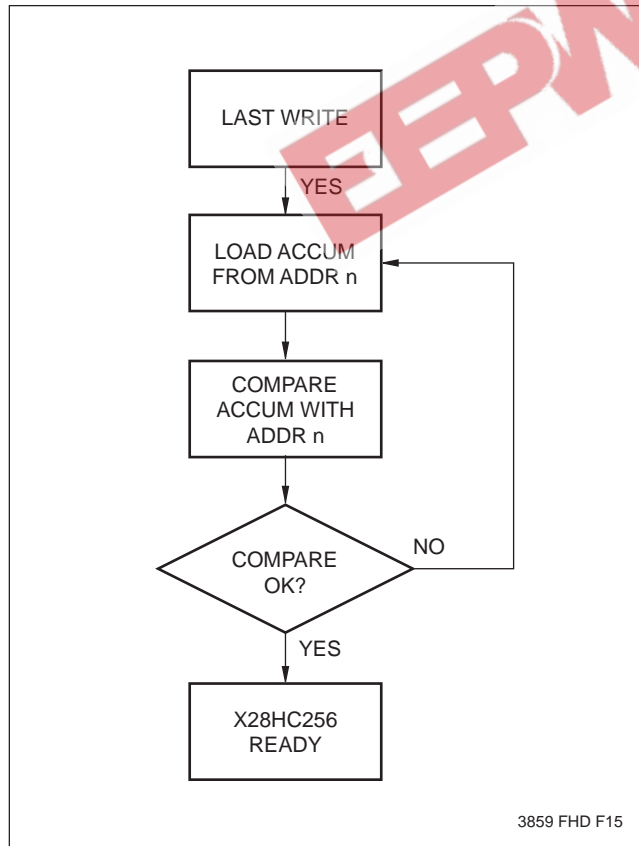 EEPW
LAST WRITE
YES
LOAD ACCUM
FROM ADDR n
COMPARE
ACCUM WITH
ADDR n
COMPARE
OK?
NO
YES
X28HC256
READY
3859 FHD F15